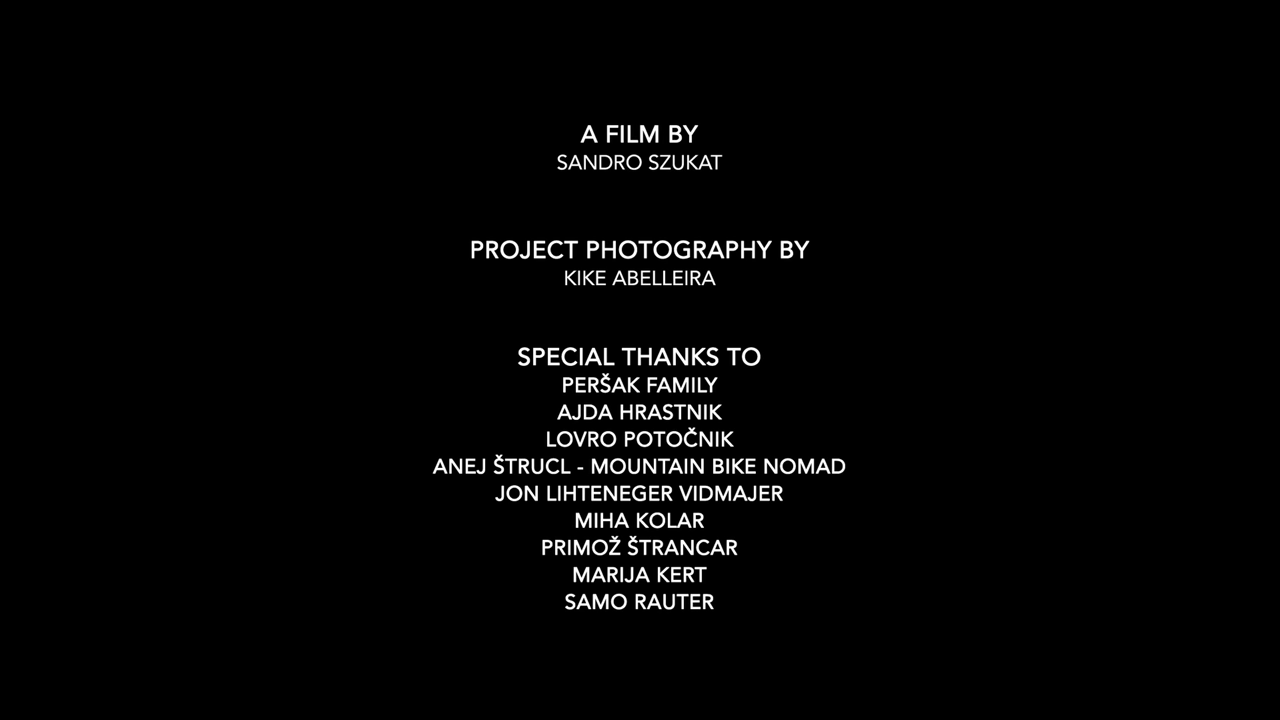 A FILM BY
SANDRO SZUKAT
PROJECT PHOTOGRAPHY BY
KIKE ABELLEIRA
SPECIAL THANKS TO
PERŠAK FAMILY
AJDA HRASTNIK
LOVRO POTOČNIK
ANEJ ŠTRUCL - MOUNTAIN BIKE NOMAD
JON LIHTENEGER VIDMAJER
MIHA KOLAR
PRIMOŽ ŠTRANCAR
MARIJA KERT
SAMO RAUTER